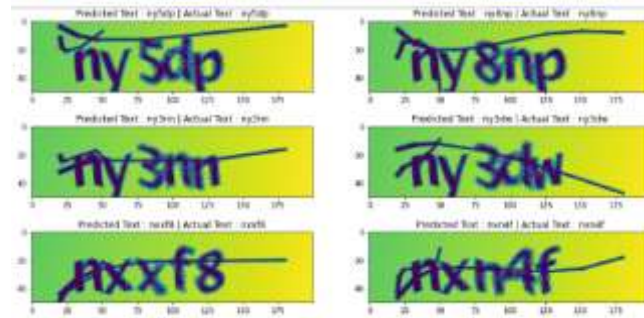 Predicted Text : ny5dp | Actual Text : ny5dp
ny5dp
Predicted Text : ny8np | Actual Text : ny8np
ny8np
Predicted Text : ny3nn | Actual Text : ny3nn
ny3nn
Predicted Text : ny3dw | Actual Text : ny3dw
ny3dw
Predicted Text : nxxf8 | Actual Text : nxxf8
nxxf8
Predicted Text : nxn4f | Actual Text : nxn4f
nxn4f